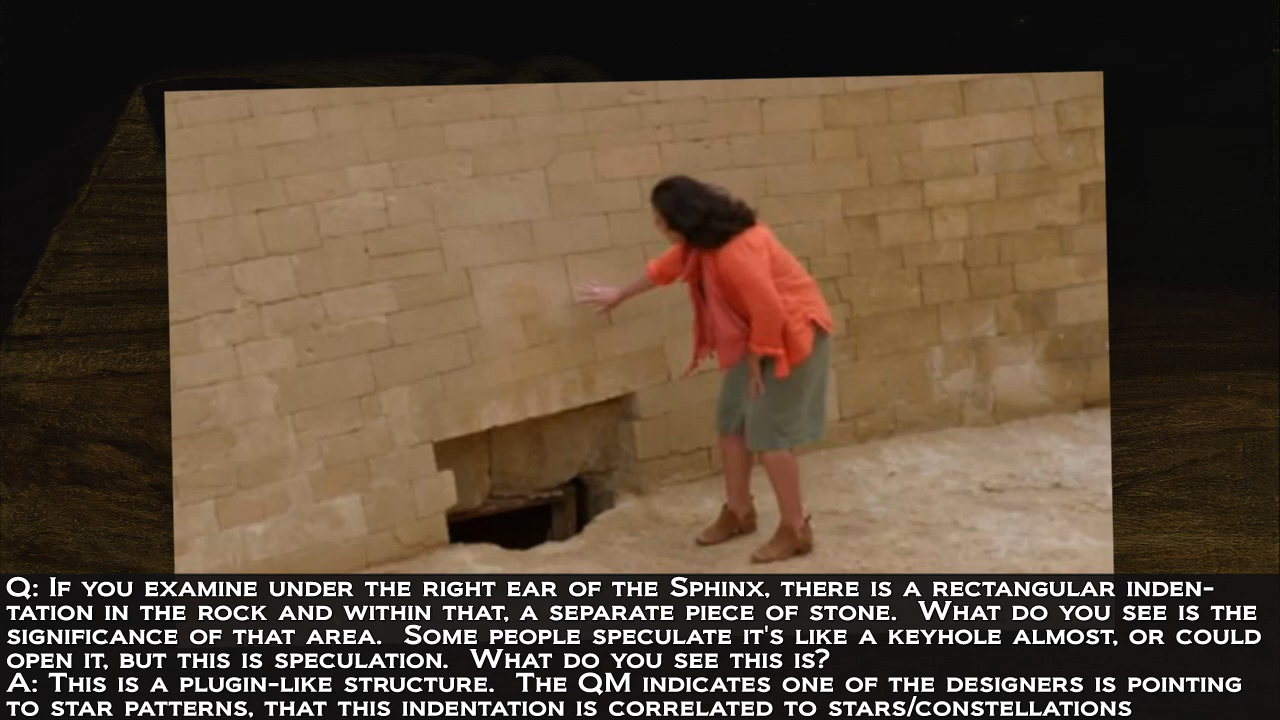 Q: If you examine under the right ear of the Sphinx, there is a rectangular inden-
tation in the rock and within that, a separate piece of stone.  What do you see is the
significance of that area.  Some people speculate it's like a keyhole almost, or could
open it, but this is speculation.  What do you see this is?
A: This is a plugin-like structure.  The QM indicates one of the designers is pointing
to star patterns, that this indentation is correlated to stars/constellations